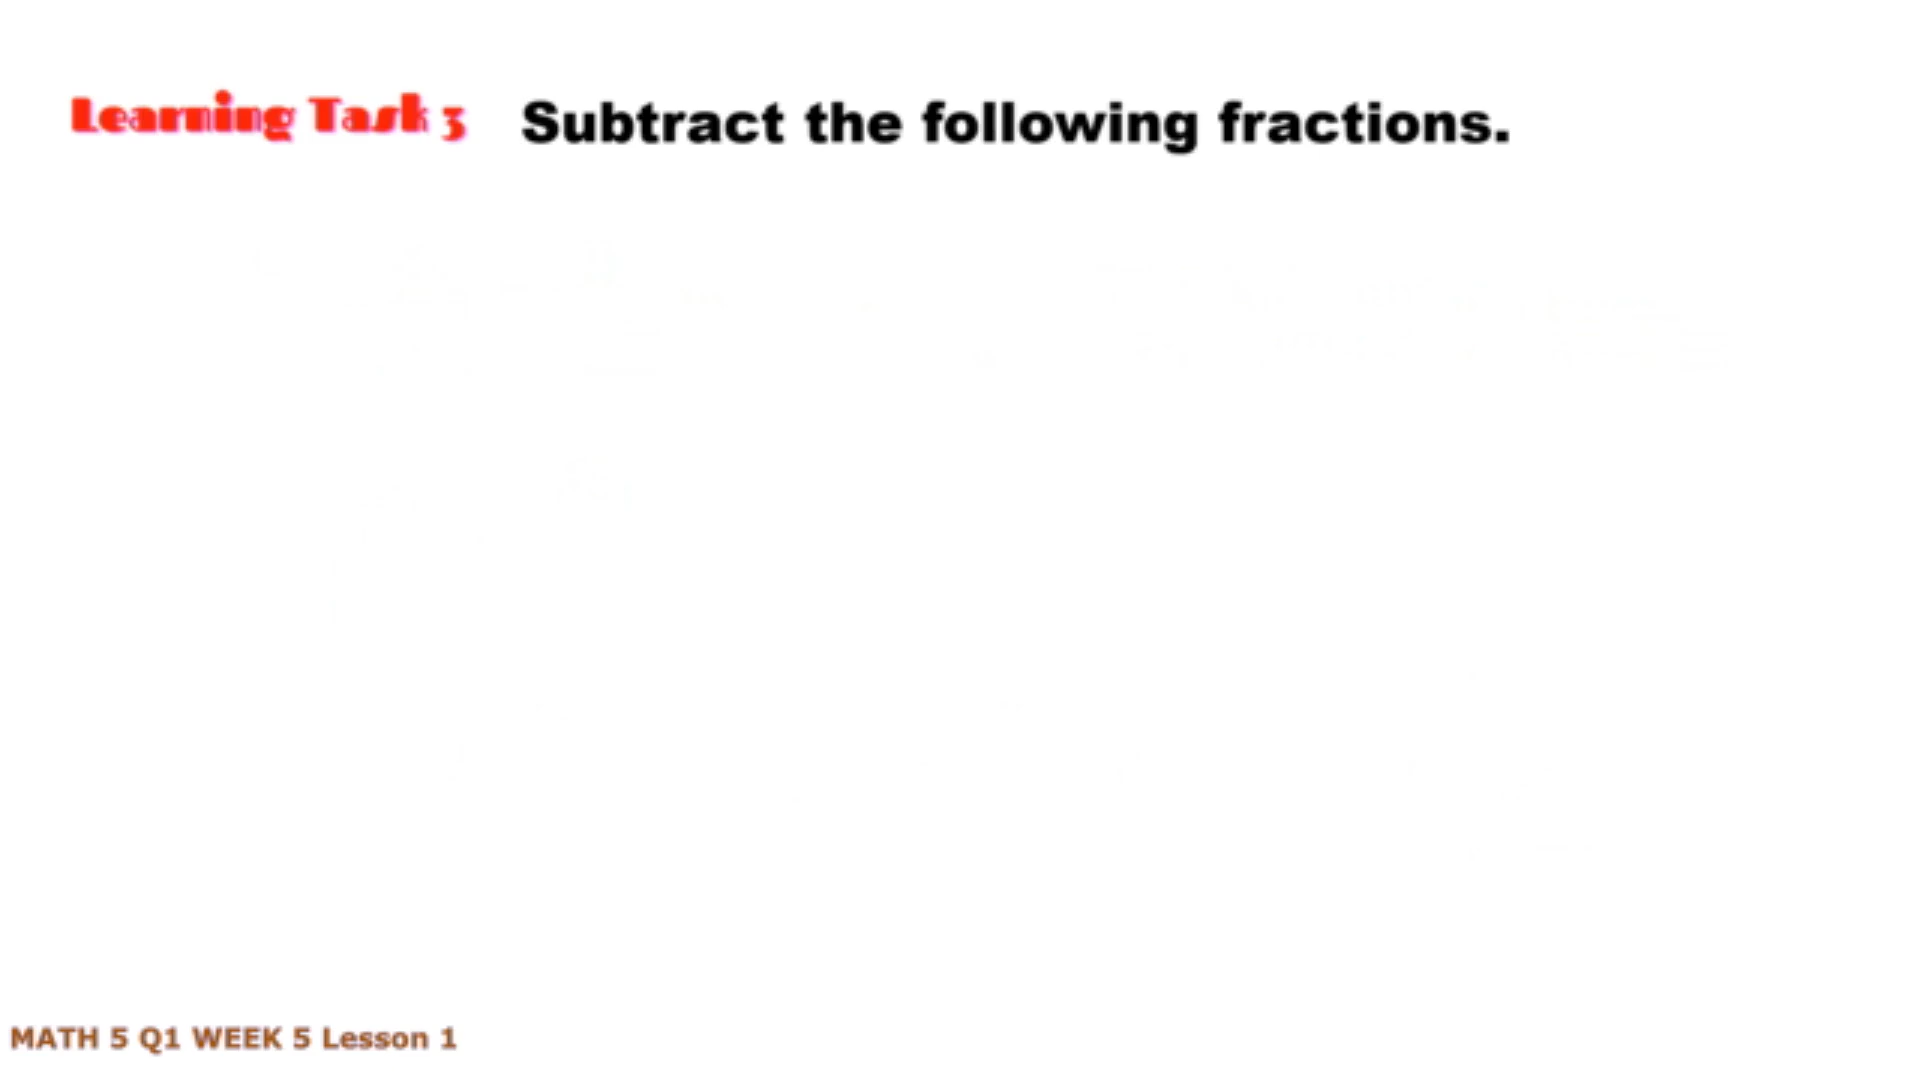 Learning Task 3 Subtract the following fractions.
MATH 5 Q1 WEEK 5 Lesson 1